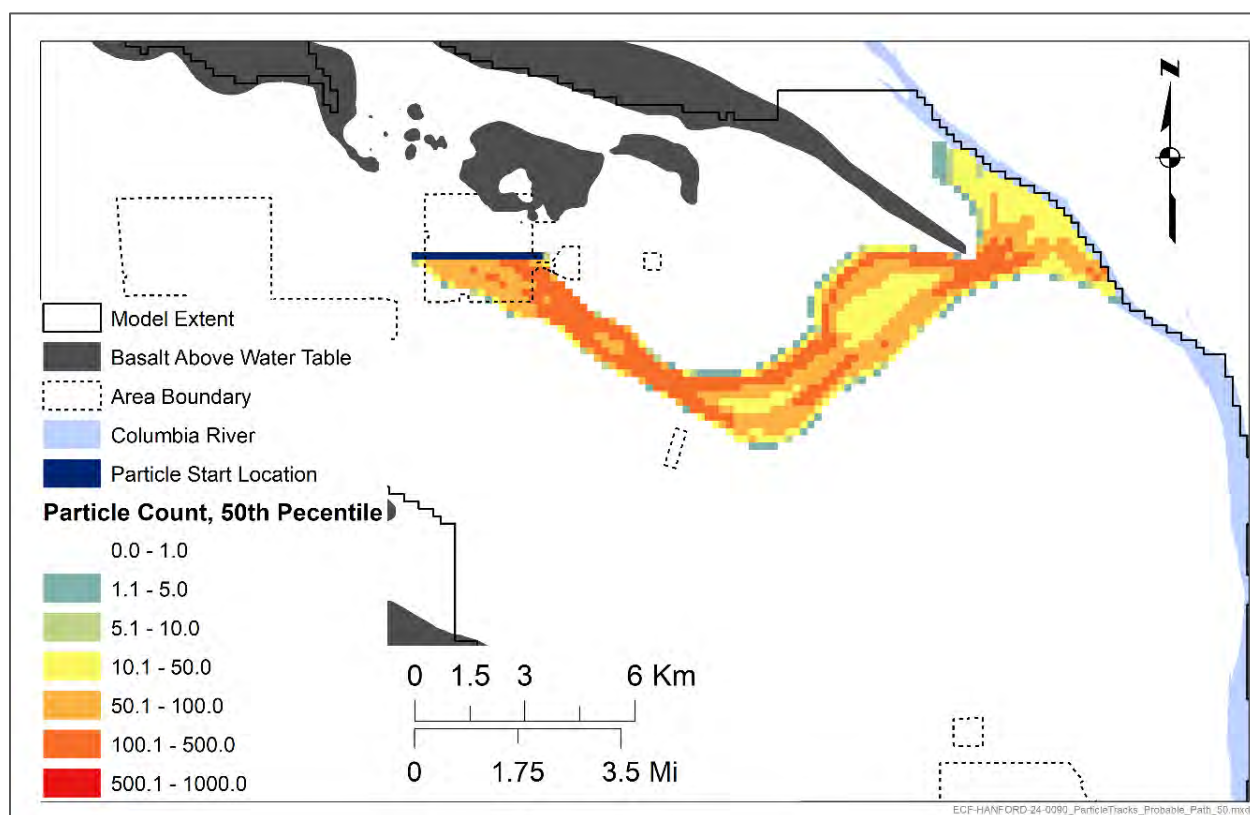 N
Model Extent
Basalt Above Water Table
Area Boundary
Columbia River
Particle Start Location
Particle Count, 50th Pecentile
0.0 - 1.0
1.1 - 5.0
5.1 - 10.0
10.1 - 50.0
50.1 - 100.0
100.1 - 500.0
500.1 - 1000.0
0 1.5 3 6 Km
0 1.75 3.5 Mi
ECF-HANFORD-24-0090_ParticleTracks_Probable_Path_50.mxd